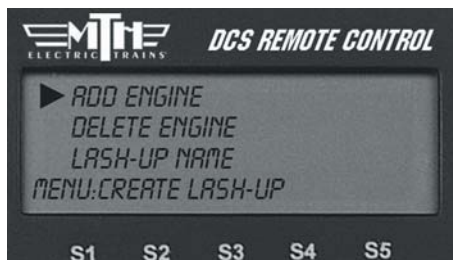 MTH
ELECTRIC TRAINS
DCS REMOTE CONTROL
ADD ENGINE
DELETE ENGINE
LASH-UP NAME
MENU:CREATE LASH-UP
S1 S2 S3 S4 S5